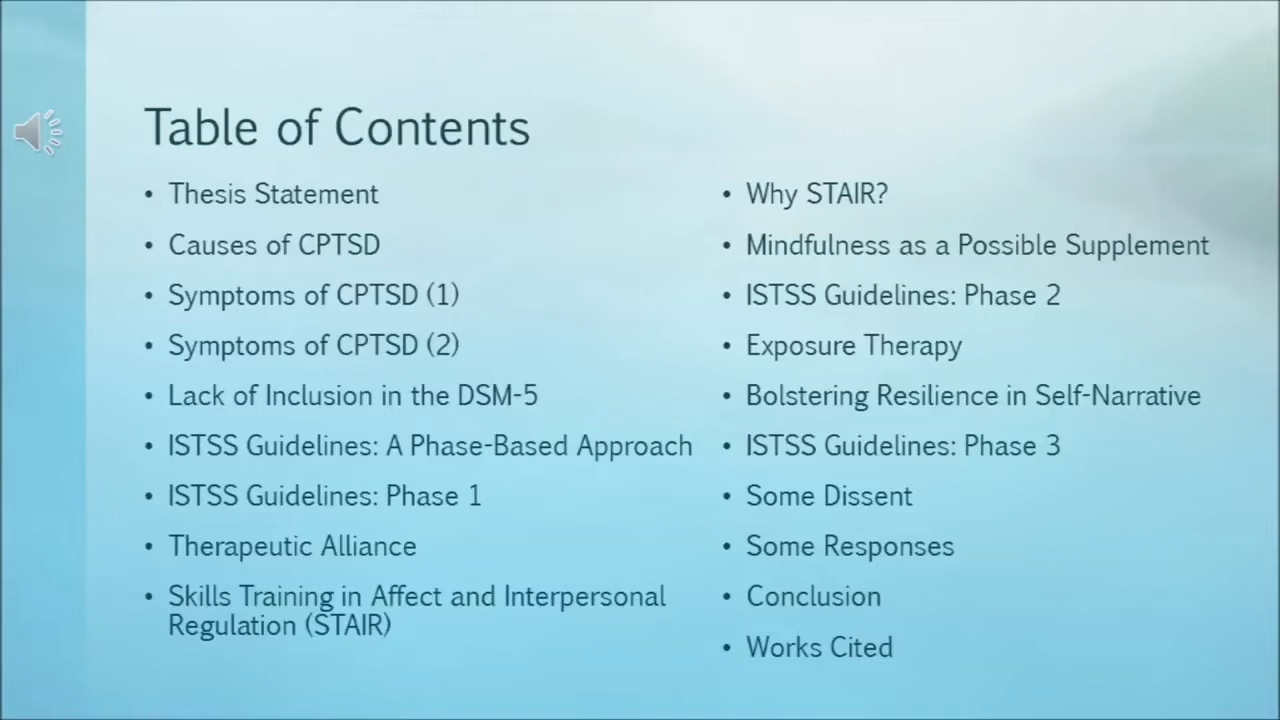 Table of Contents
• Thesis Statement
• Causes of CPTSD
• Symptoms of CPTSD (1)
• Symptoms of CPTSD (2)
• Lack of Inclusion in the DSM-5
• ISTSS Guidelines: A Phase-Based Approach
• ISTSS Guidelines: Phase 1
• Therapeutic Alliance
• Skills Training in Affect and Interpersonal
Regulation (STAIR)
• Why STAIR?
• Mindfulness as a Possible Supplement
• ISTSS Guidelines: Phase 2
• Exposure Therapy
• Bolstering Resilience in Self-Narrative
• ISTSS Guidelines: Phase 3
• Some Dissent
• Some Responses
• Conclusion
• Works Cited